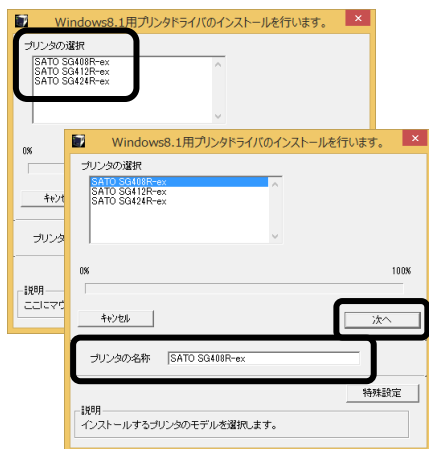 Windows8.1用プリンタドライバのインストールを行います。
プリンタの選択
SATO SG408R-ex
SATO SG412R-ex
SATO SG424R-ex
0%
プリンタ
説明
ここにマウ
Windows8.1用プリンタドライバのインストールを行います。
プリンタの選択
SATO SG408R-ex
SATO SG412R-ex
SATO SG424R-ex
0%
100%
キャンセル
次へ
プリンタの名称
SATO SG408R-ex
特殊設定
説明
インストールするプリンタのモデルを選択します。